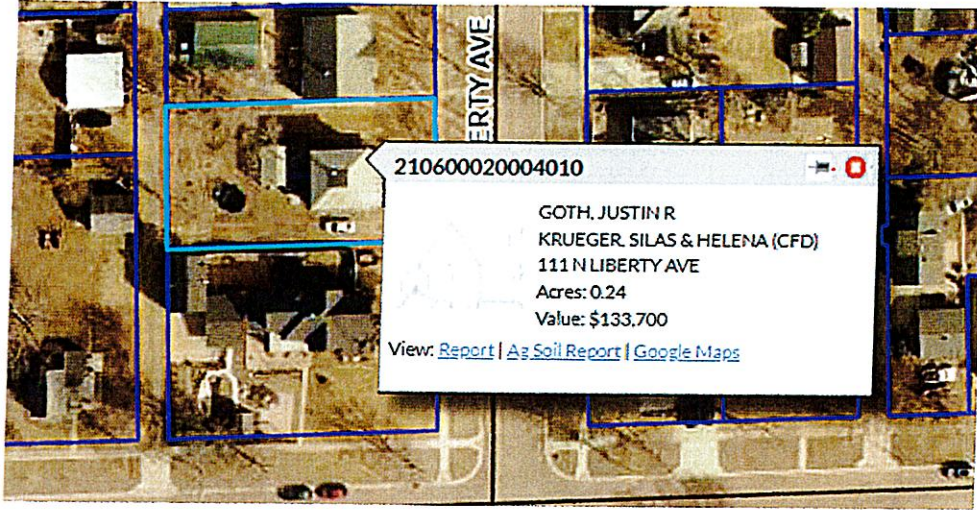 ERTY AVE
210600020004010
GOTH, JUSTIN R
KRUEGER, SILAS & HELENA (CFD)
111 N LIBERTY AVE
Acres: 0.24
Value: $133,700
View: Report | Ag Soil Report | Google Maps